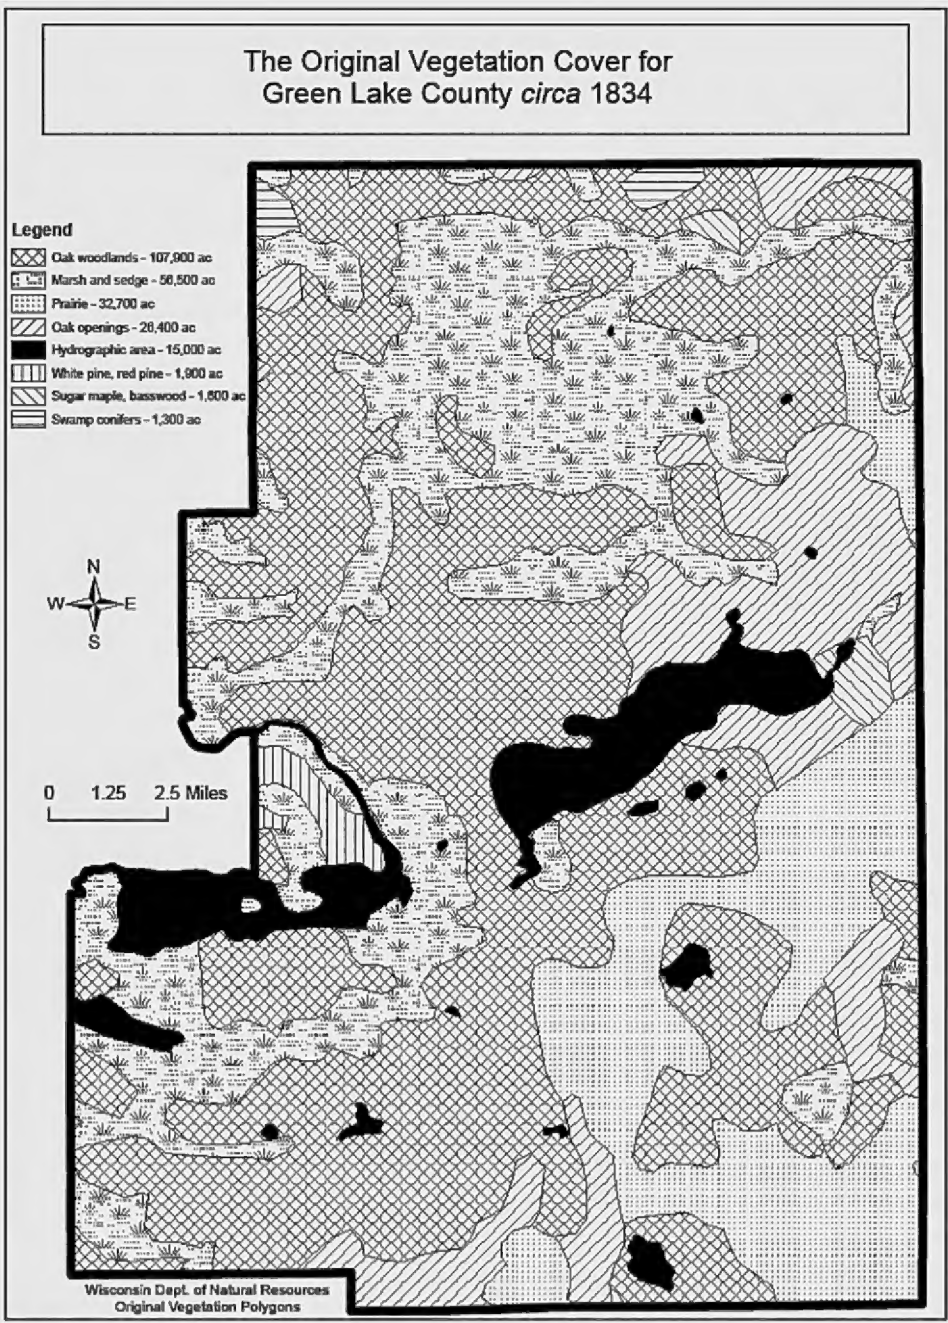 The Original Vegetation Cover for
Green Lake County circa 1834
Legend
Oak woodlands - 107,900 ac
Marsh and sedge - 56,500 ac
Prairie - 32,700 ac
Oak openings - 26,400 ac
Hydrographic area - 15,000 ac
White pine, red pine - 1,900 ac
Sugar maple, basswood - 1,600 ac
Swamp conifers - 1,300 ac
N
W E
S
0 1.25 2.5 Miles
Wisconsin Dept. of Natural Resources
Original Vegetation Polygons